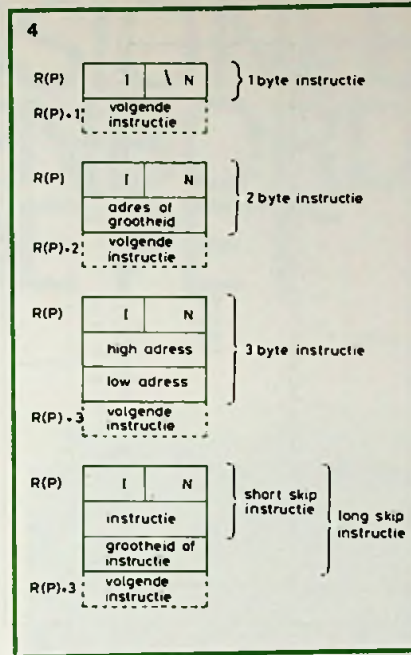 4
R(P) I N 1 byte instructie
R(P)+1 volgende
instructie
R(P) I N
adres of
grootheid
2 byte instructie
R(P)+2 volgende
instructie
R(P) I N
high adress
low adress
3 byte instructie
R(P)+3 volgende
instructie
R(P) I N
instructie
grootheid of
instructie
short skip
instructie
long skip
instructie
R(P)+3 volgende
instructie